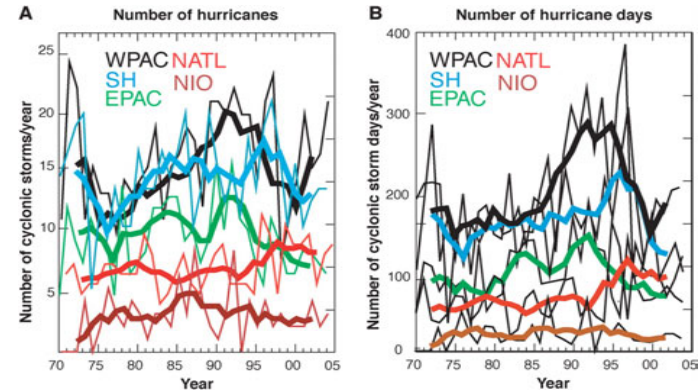 A
Number of hurricanes
Number of cyclonic storms/year
25
20
15
10
5
WPAC NATL
SH NIO
EPAC
70 75 80 85 90 95 00 05
Year
B
Number of hurricane days
Number of cyclonic storm days/year
400
300
200
100
0
WPAC NATL
SH NIO
EPAC
70 75 80 85 90 95 00 05
Year